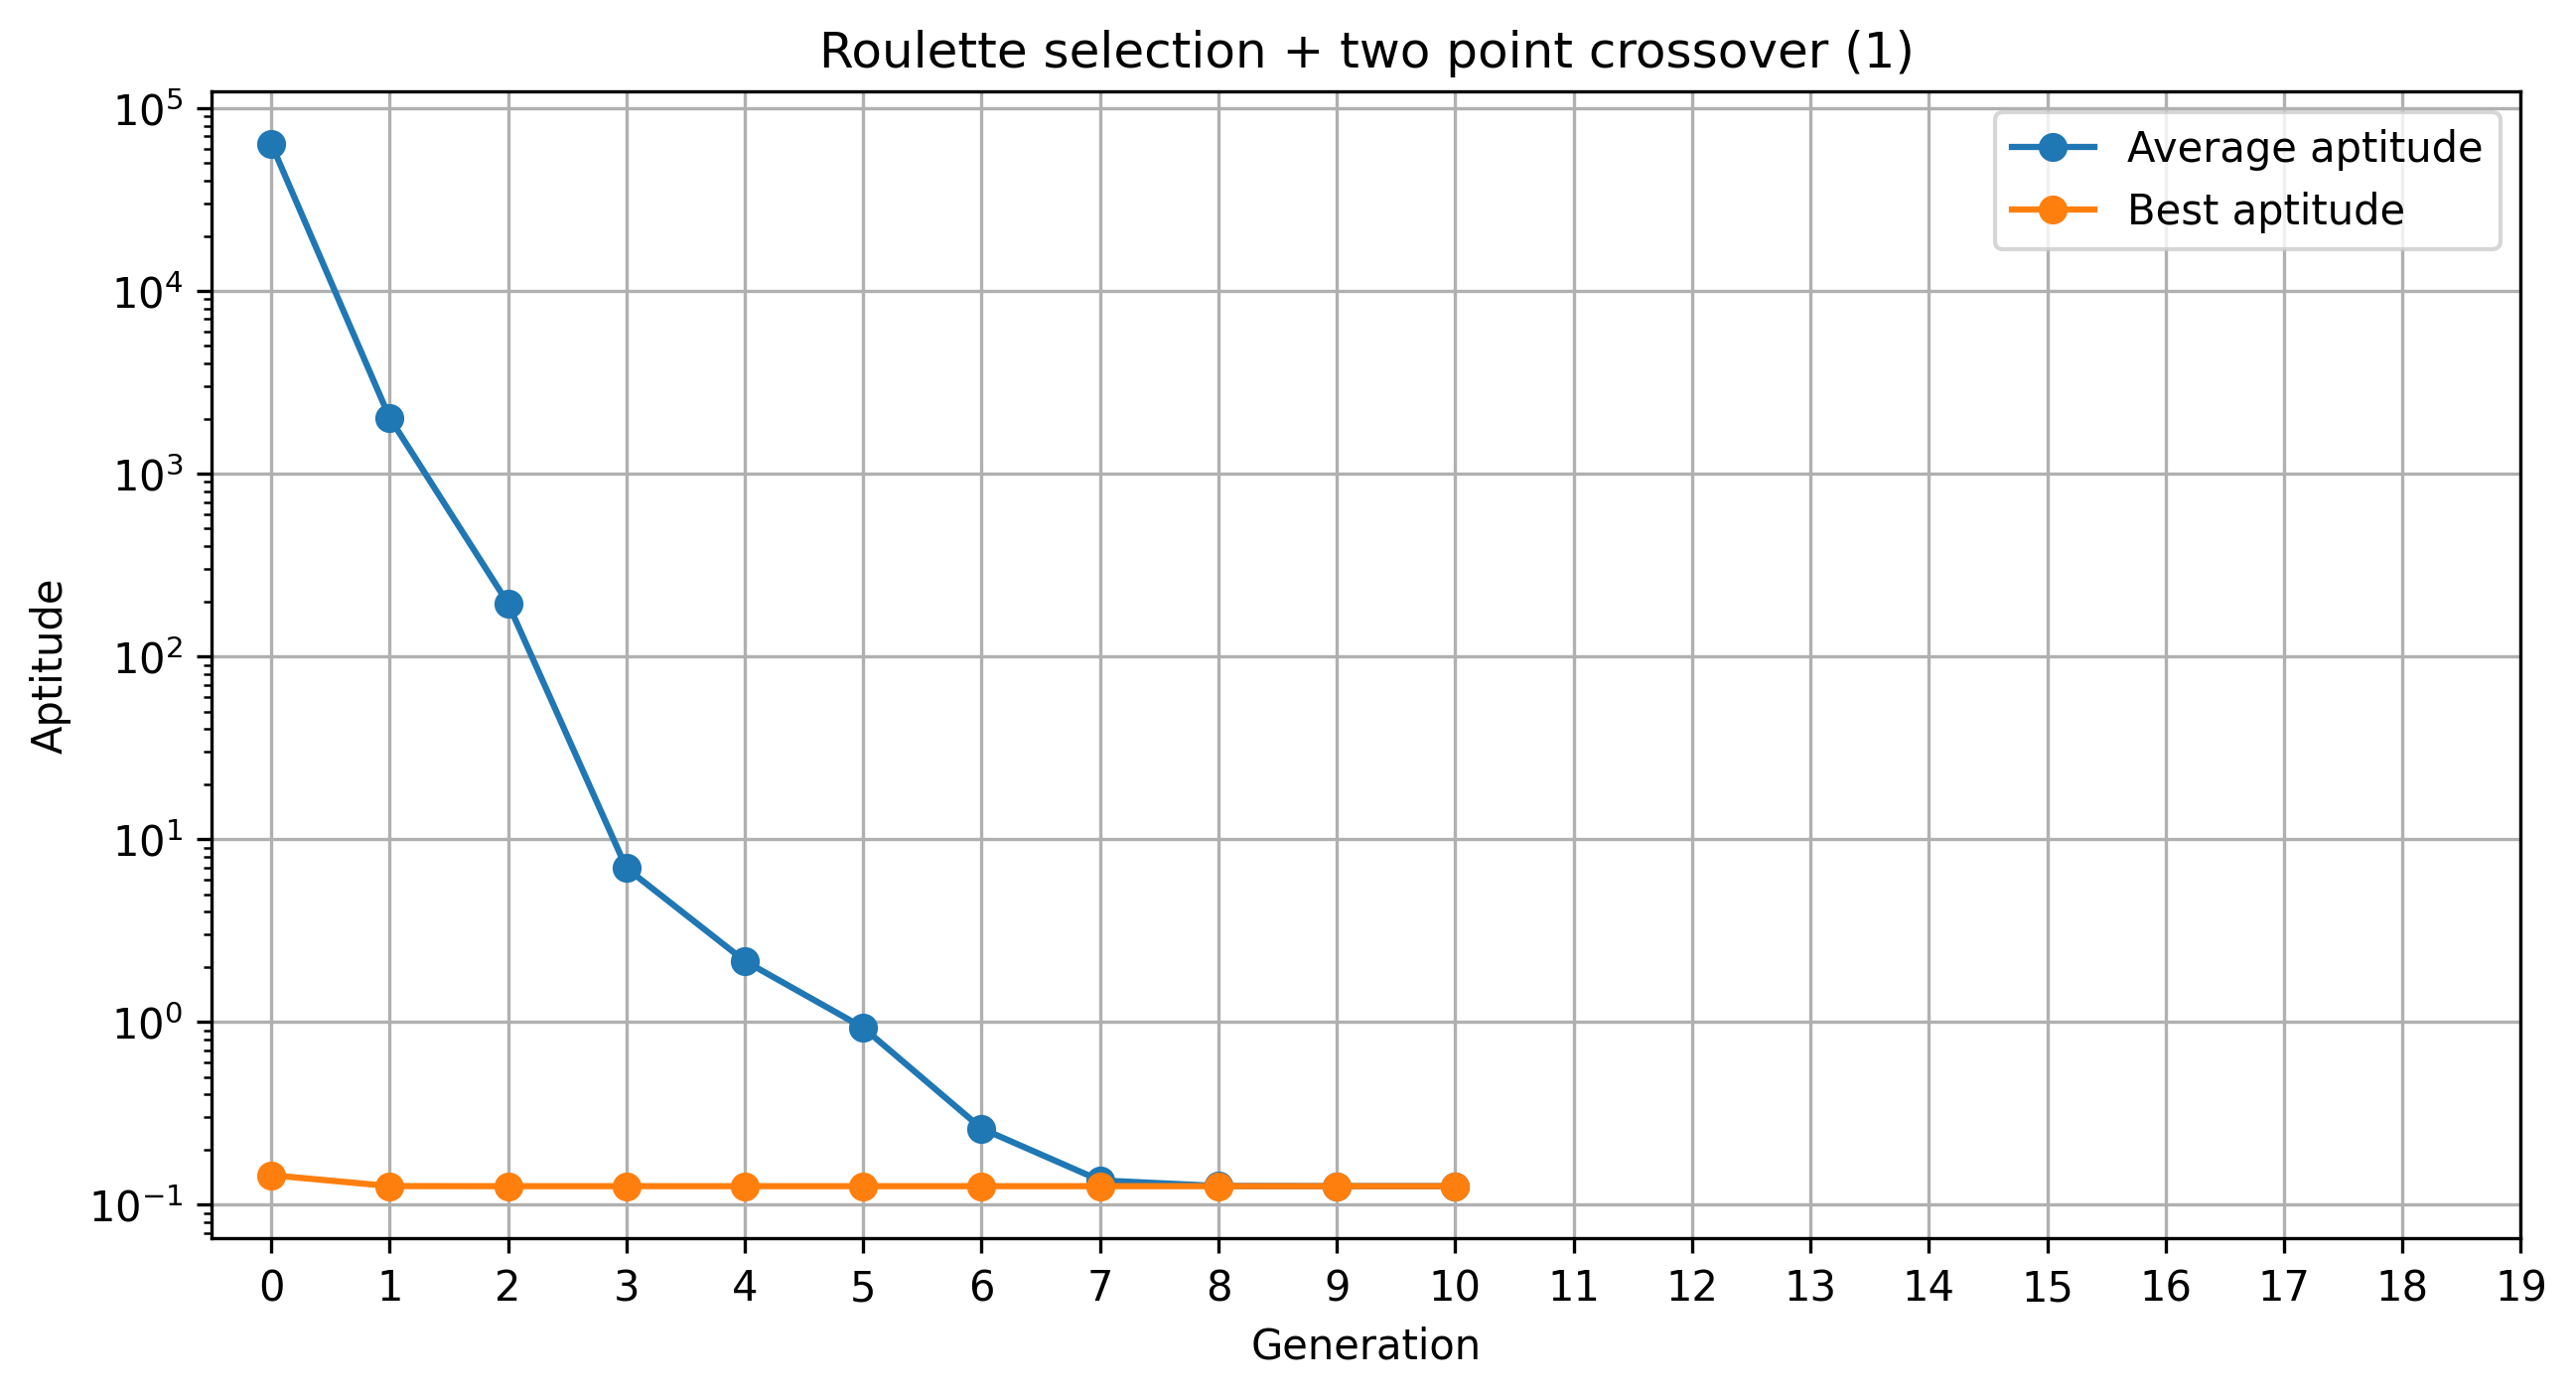 Roulette selection + two point crossover (1)
Average aptitude
Best aptitude
Aptitude
10⁵
10⁴
10³
10²
10¹
10⁰
10⁻¹
0 1 2 3 4 5 6 7 8 9 10 11 12 13 14 15 16 17 18 19
Generation